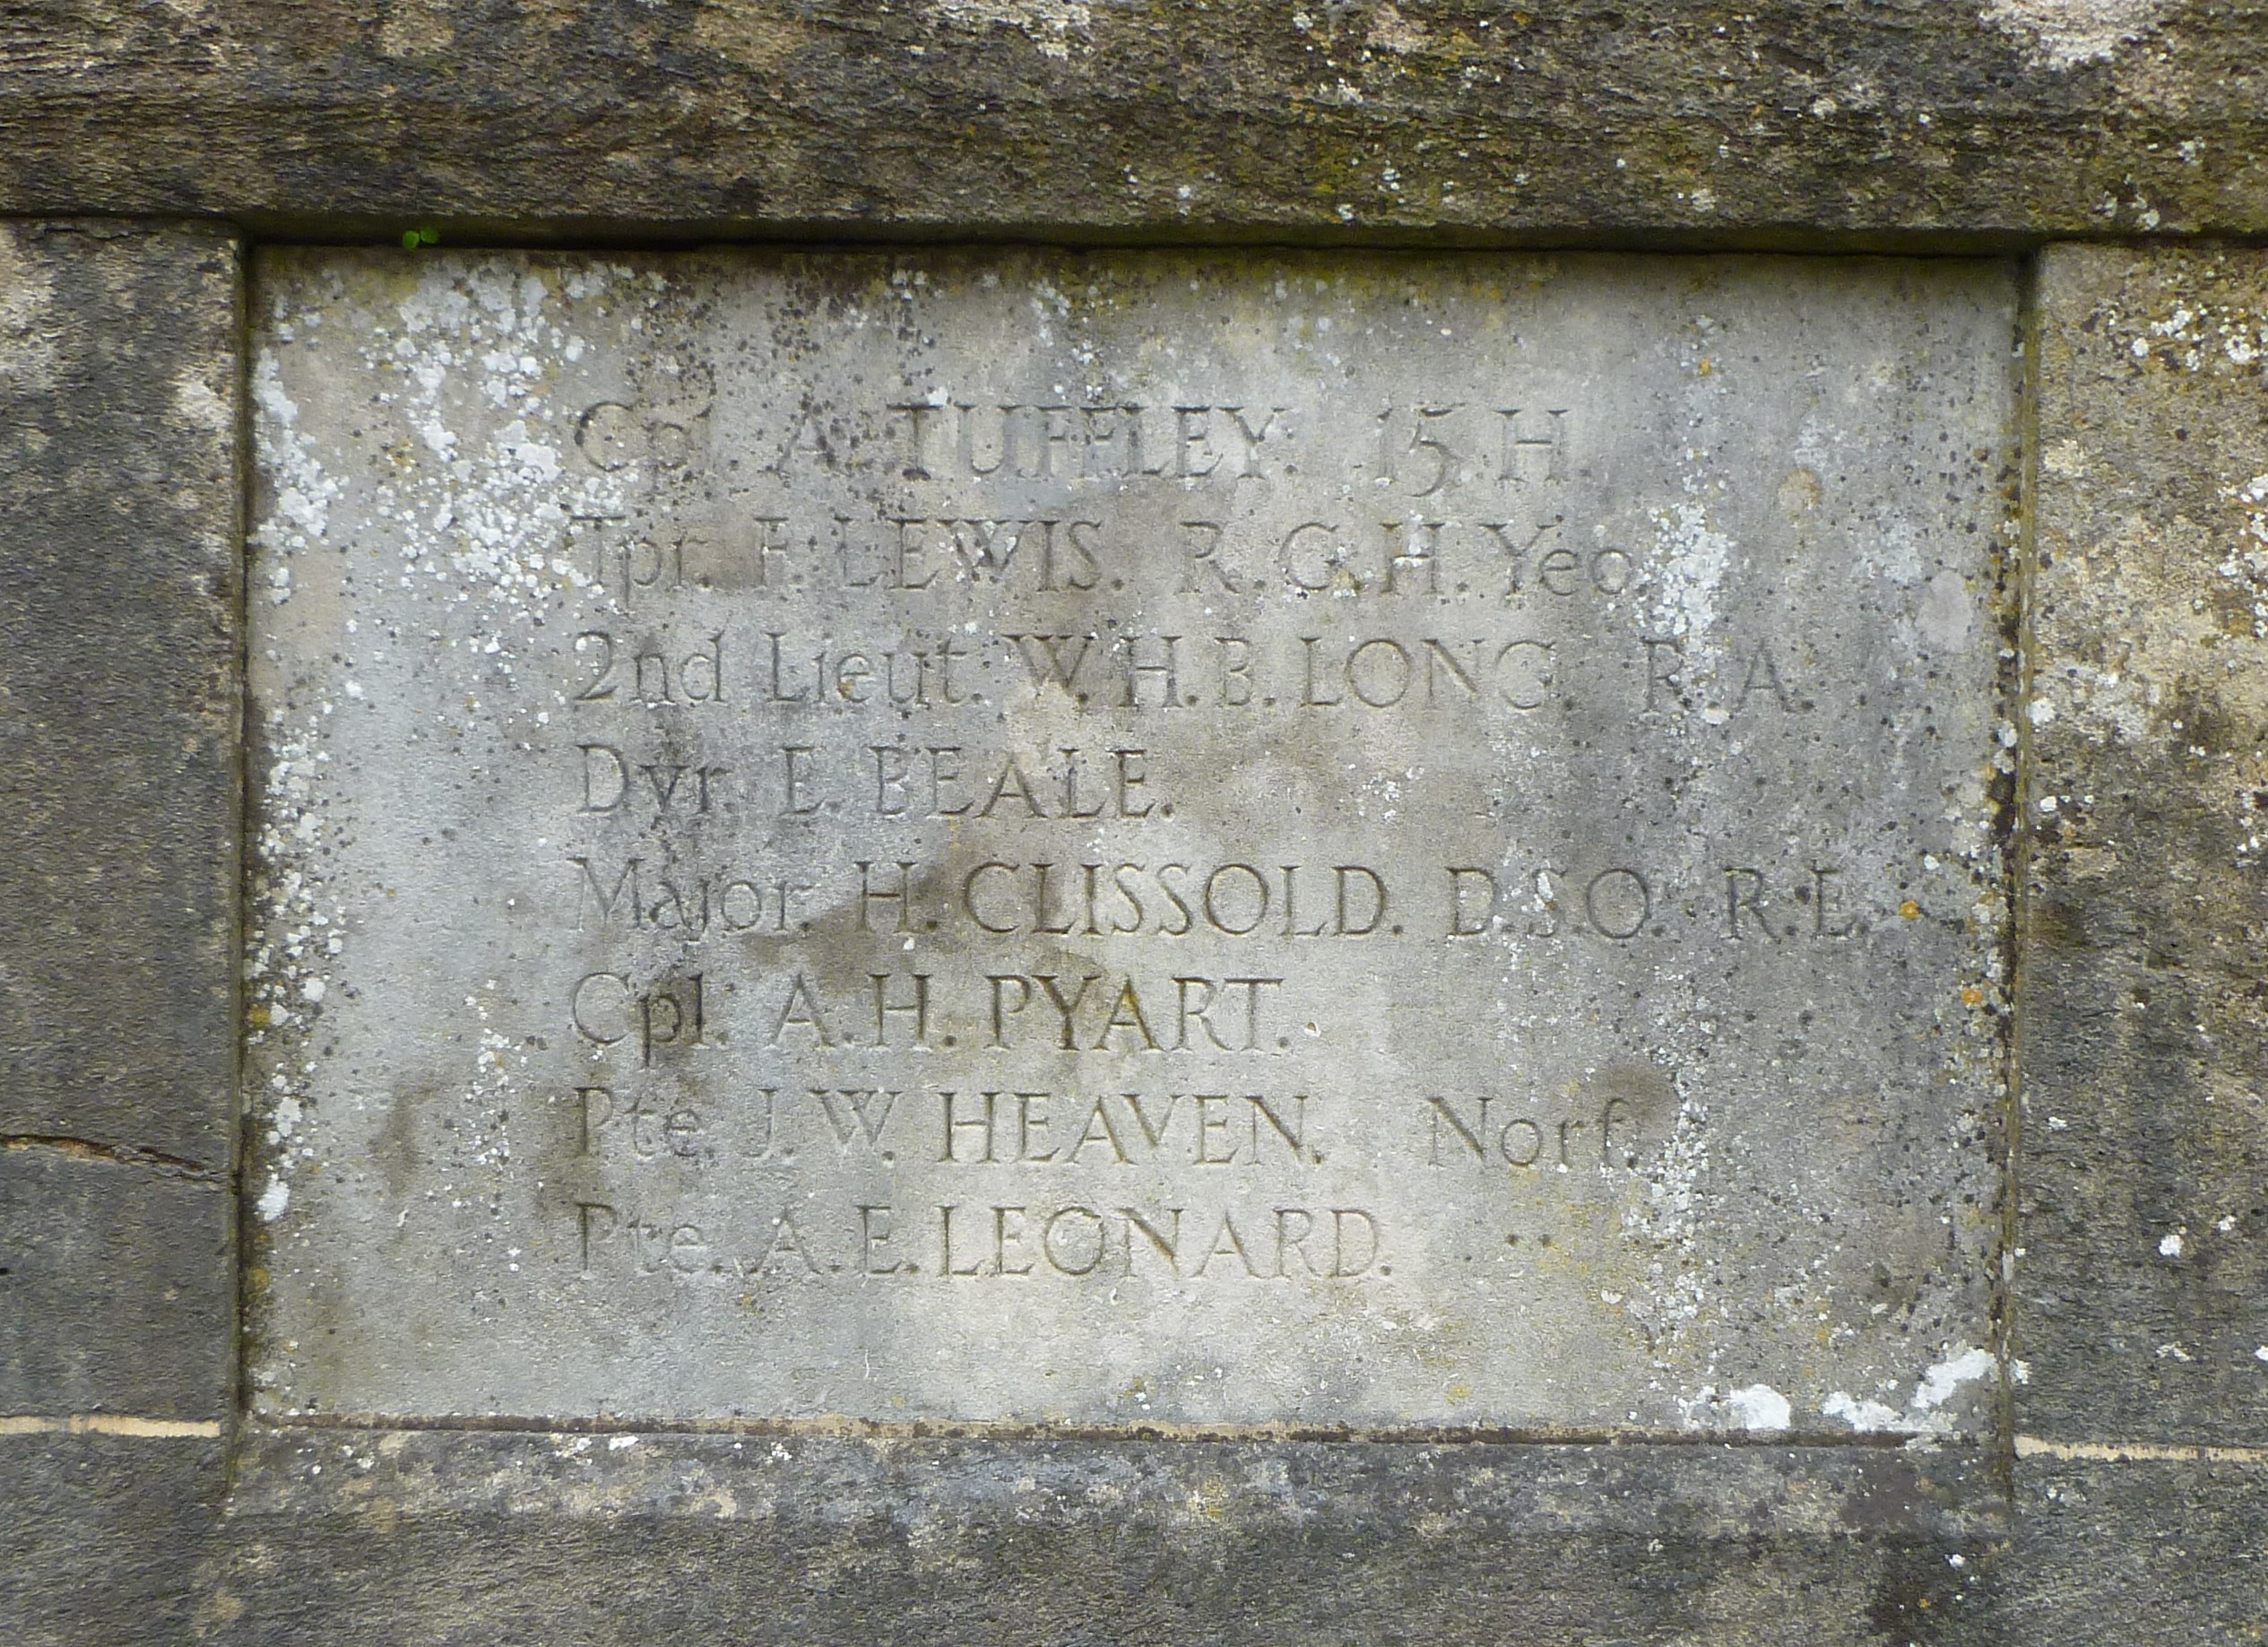 Cpl. A. TUFFLEY. 15.H.
Tpr. F. LEWIS. R.G.H. Yeo.
2nd Lieut. W.H.B. LONG. R.A.
Dvr. E. BEALE.
Major. H. CLISSOLD. D.S.O. R.E.
Cpl. A.H. PYART.
Pte. J.W. HEAVEN. Norf.
Pte. A.E. LEONARD. ..